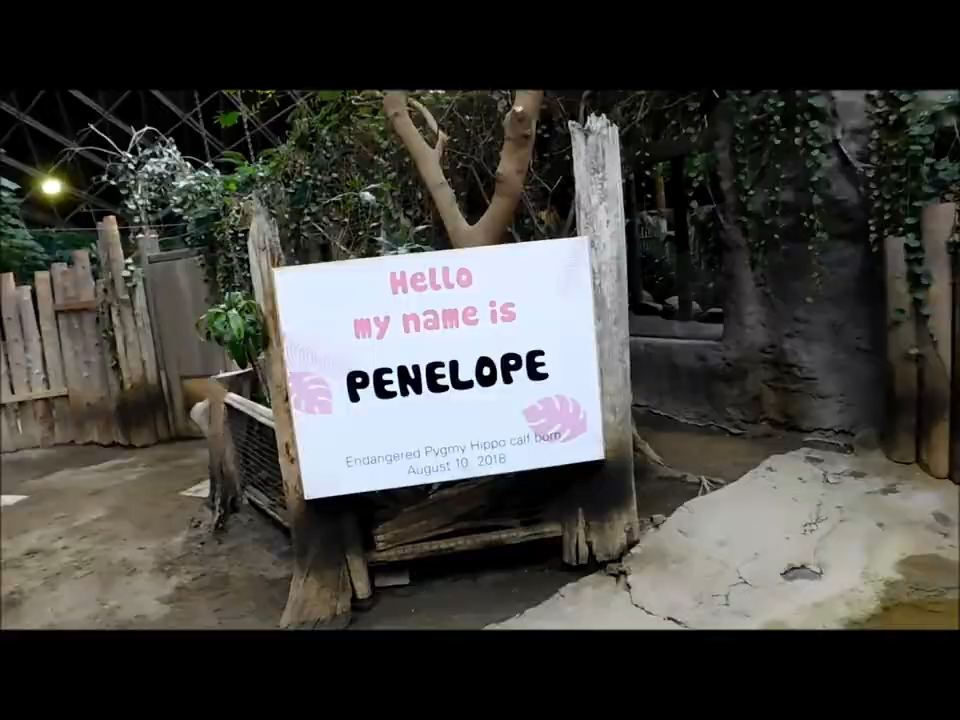 Hello
my name is
PENELOPE
Endangered Pygmy Hippo calf born
August 10, 2018